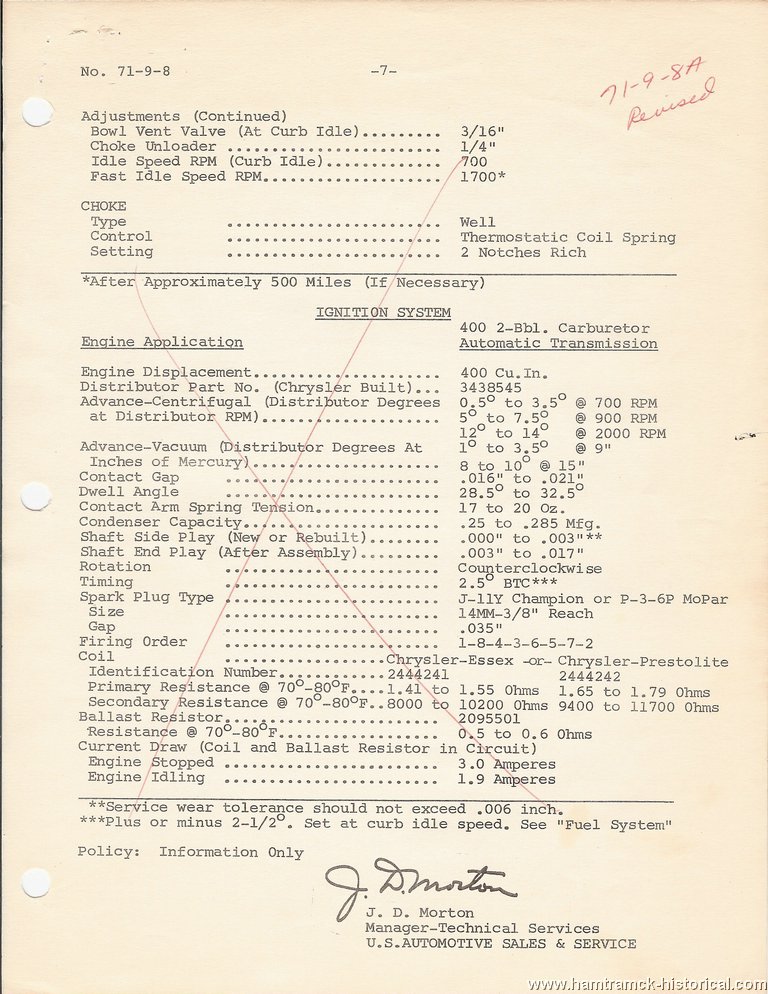 No. 71-9-8 -7-
71-9-8A
Revised
Adjustments (Continued)
Bowl Vent Valve (At Curb Idle)......... 3/16"
Choke Unloader ........................ 1/4"
Idle Speed RPM (Curb Idle)............. 700
Fast Idle Speed RPM.................... 1700*
CHOKE
Type ........................ Well
Control ........................ Thermostatic Coil Spring
Setting ........................ 2 Notches Rich
*After Approximately 500 Miles (If Necessary)
IGNITION SYSTEM
400 2-Bbl. Carburetor
Engine Application Automatic Transmission
Engine Displacement..................... 400 Cu.In.
Distributor Part No. (Chrysler Built)... 3438545
Advance-Centrifugal (Distributor Degrees 0.5° to 3.5° @ 700 RPM
at Distributor RPM)..................... 5° to 7.5° @ 900 RPM
12° to 14° @ 2000 RPM
Advance-Vacuum (Distributor Degrees At 1° to 3.5° @ 9"
Inches of Mercury)..................... 8 to 10° @ 15"
Contact Gap ........................ .016" to .021"
Dwell Angle ........................ 28.5° to 32.5°
Contact Arm Spring Tension.............. 17 to 20 Oz.
Condenser Capacity...................... .25 to .285 Mfg.
Shaft Side Play (New or Rebuilt)........ .000" to .003"**
Shaft End Play (After Assembly)......... .003" to .017"
Rotation ........................ Counterclockwise
Timing ........................ 2.5° BTC***
Spark Plug Type ........................ J-11Y Champion or P-3-6P MoPar
Size ........................ 14MM-3/8" Reach
Gap ........................ .035"
Firing Order ........................ 1-8-4-3-6-5-7-2
Coil ..................Chrysler-Essex -or- Chrysler-Prestolite
Identification Number............2444241 2444242
Primary Resistance @ 70°-80°F....1.41 to 1.55 Ohms 1.65 to 1.79 Ohms
Secondary Resistance @ 70°-80°F..8000 to 10200 Ohms 9400 to 11700 Ohms
Ballast Resistor........................ 2095501
Resistance @ 70°-80°F.................. 0.5 to 0.6 Ohms
Current Draw (Coil and Ballast Resistor in Circuit)
Engine Stopped ........................ 3.0 Amperes
Engine Idling ........................ 1.9 Amperes
**Service wear tolerance should not exceed .006 inch.
***Plus or minus 2-1/2°. Set at curb idle speed. See "Fuel System"
Policy: Information Only
J. D. Morton
J. D. Morton
Manager-Technical Services
U.S.AUTOMOTIVE SALES & SERVICE
www.hamtramck-historical.com